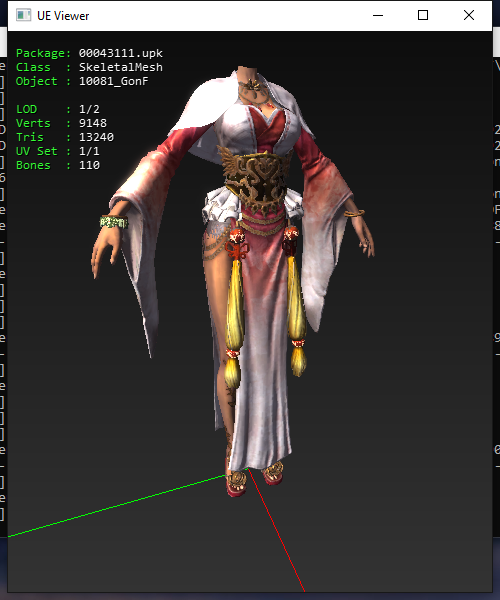 UE Viewer
Package: 00043111.upk
Class : SkeletalMesh
Object : 10081_GonF
LOD : 1/2
Verts : 9148
Tris : 13240
UV Set : 1/1
Bones : 110